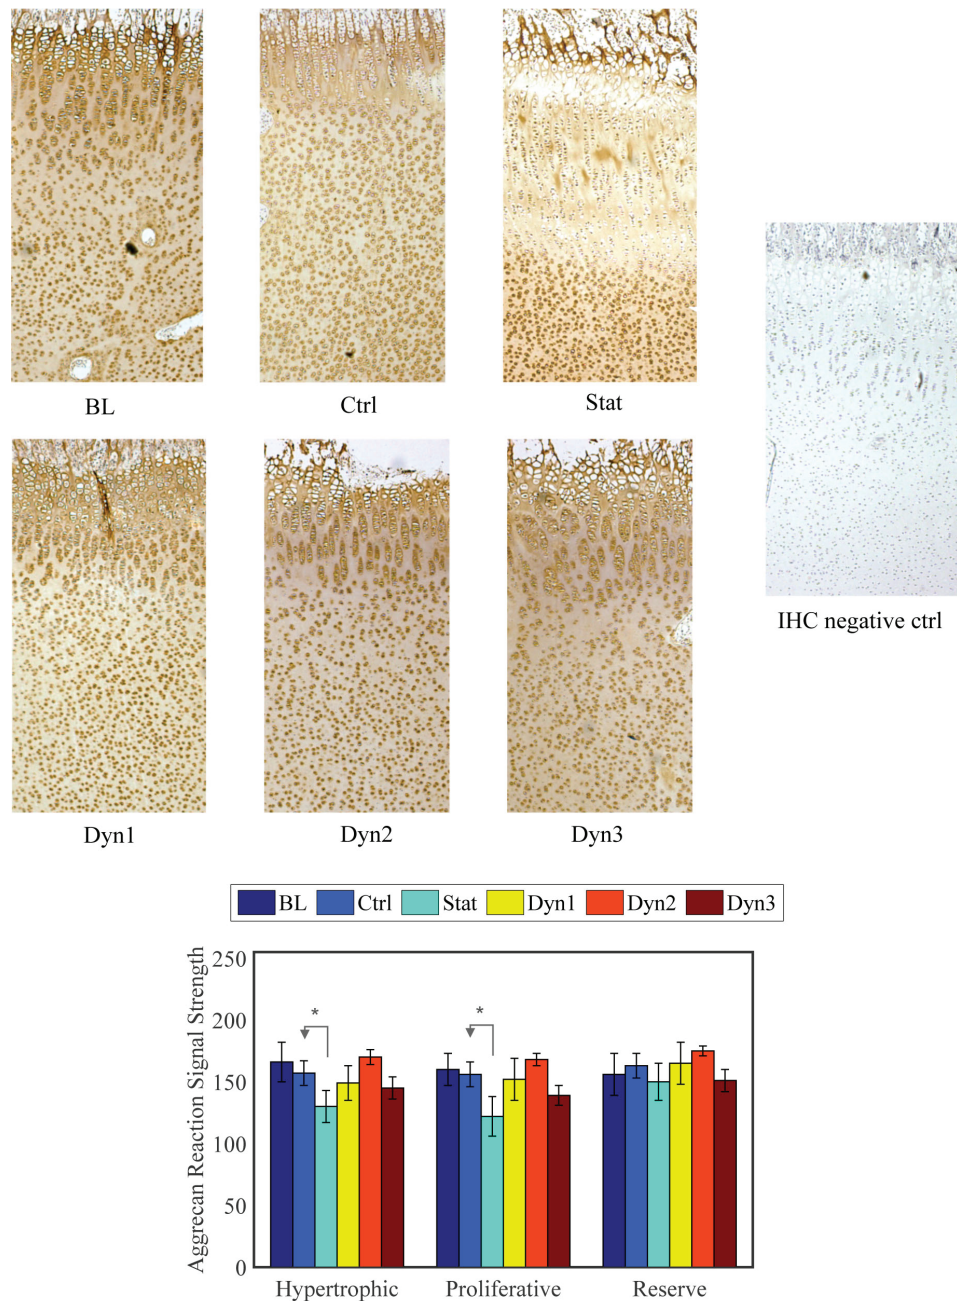 BL
Ctrl
Stat
IHC negative ctrl
Dyn1
Dyn2
Dyn3
BL Ctrl Stat Dyn1 Dyn2 Dyn3
Aggrecan Reaction Signal Strength
250
200
150
100
50
0
*
*
Hypertrophic Proliferative Reserve